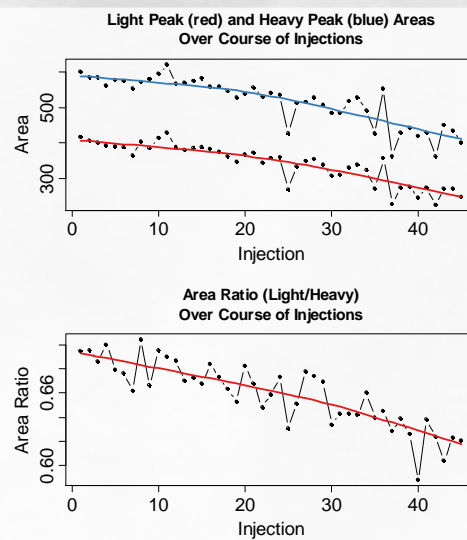 Light Peak (red) and Heavy Peak (blue) Areas
Over Course of Injections
Area
500
300
0
10
20
30
40
Injection
Area Ratio (Light/Heavy)
Over Course of Injections
Area Ratio
0.66
0.60
0
10
20
30
40
Injection